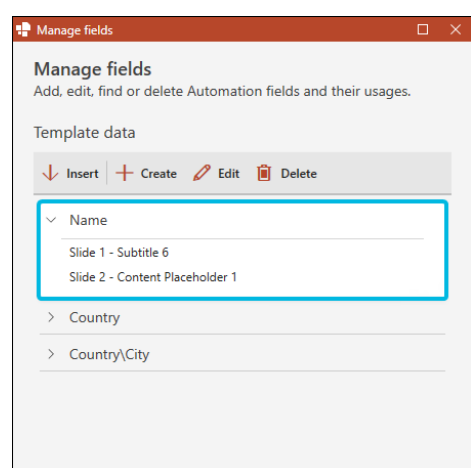 Manage fields
Manage fields
Add, edit, find or delete Automation fields and their usages.
Template data
Insert Create Edit Delete
Name
Slide 1 - Subtitle 6
Slide 2 - Content Placeholder 1
Country
Country\City